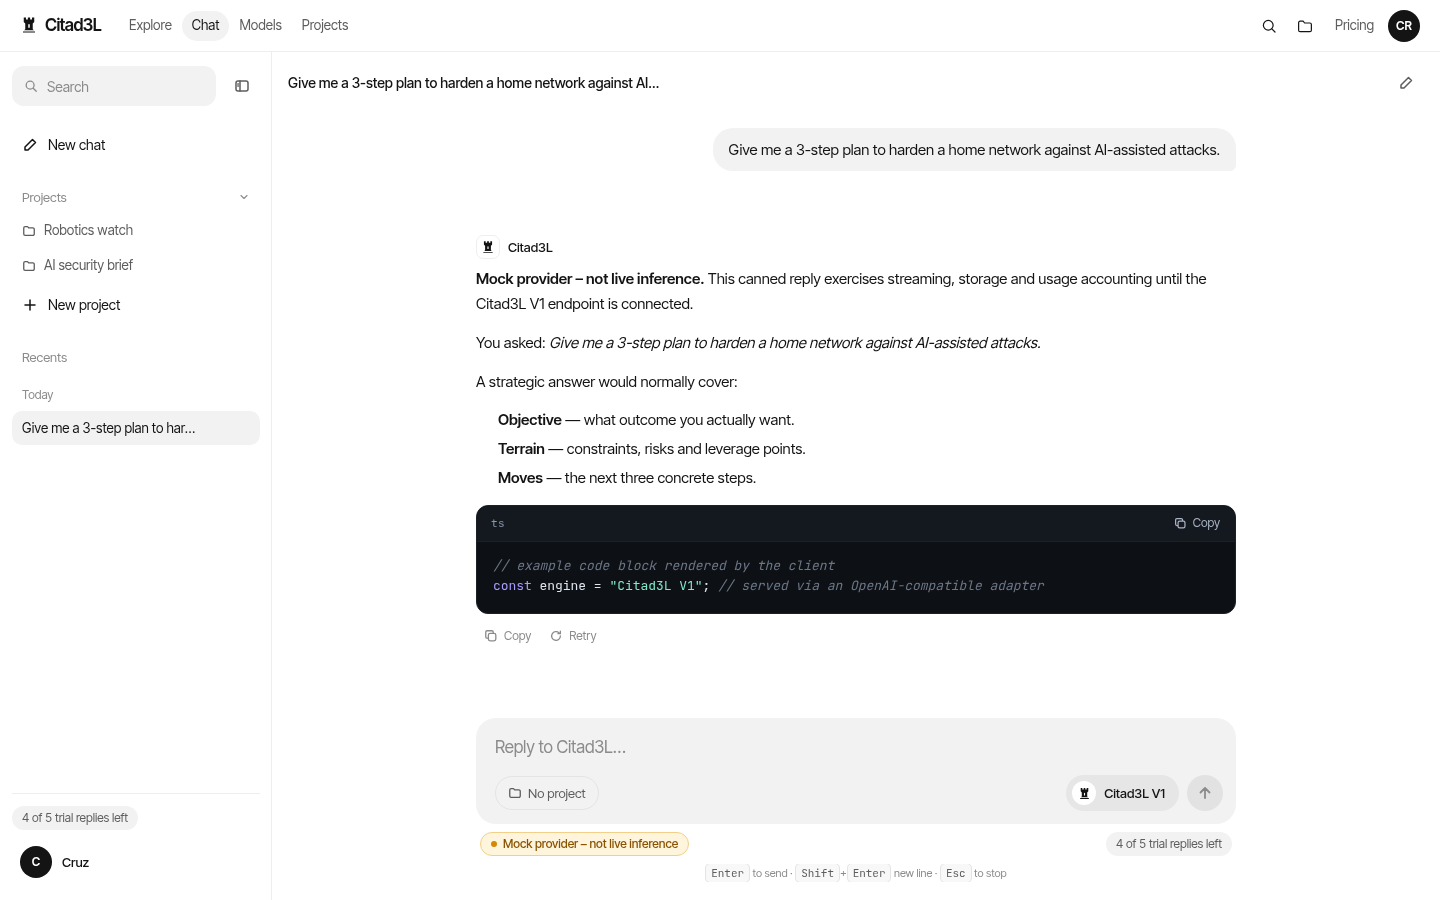 Citad3L
Explore
Chat
Models
Projects
Pricing
CR
Search
New chat
Projects
Robotics watch
AI security brief
New project
Recents
Today
Give me a 3-step plan to har...
4 of 5 trial replies left
C
Cruz
Give me a 3-step plan to harden a home network against AI...
Give me a 3-step plan to harden a home network against AI-assisted attacks.
Citad3L
Mock provider – not live inference. This canned reply exercises streaming, storage and usage accounting until the
Citad3L V1 endpoint is connected.
You asked: Give me a 3-step plan to harden a home network against AI-assisted attacks.
A strategic answer would normally cover:
Objective — what outcome you actually want.
Terrain — constraints, risks and leverage points.
Moves — the next three concrete steps.
ts
Copy
// example code block rendered by the client
const engine = "Citad3L V1"; // served via an OpenAI-compatible adapter
Copy
Retry
Reply to Citad3L...
No project
Citad3L V1
Mock provider – not live inference
4 of 5 trial replies left
Enter to send · Shift+Enter new line · Esc to stop